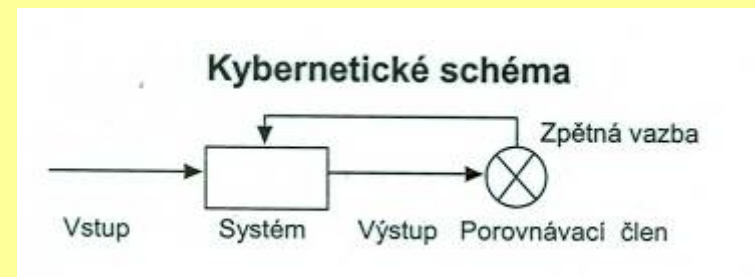 Kybernetické schéma
Zpětná vazba
Vstup Systém Výstup Porovnávací člen